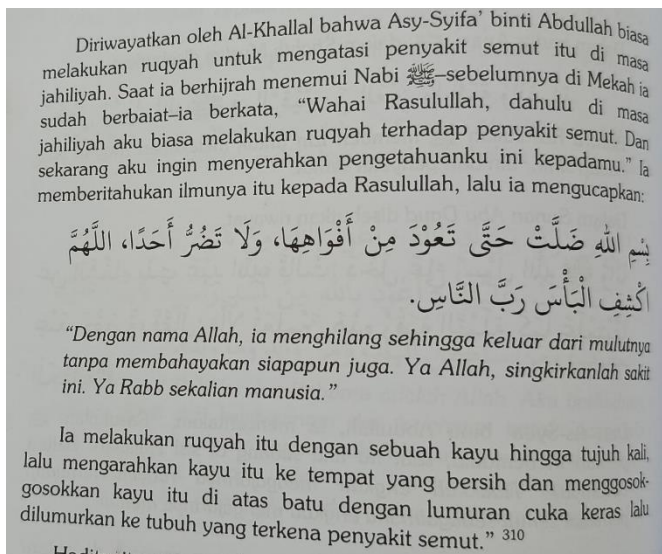 Diriwayatkan oleh Al-Khallal bahwa Asy-Syifa' binti Abdullah biasa
melakukan ruqyah untuk mengatasi penyakit semut itu di masa
jahiliyah. Saat ia berhijrah menemui Nabi ﷺ–sebelumnya di Mekah ia
sudah berbaiat–ia berkata, "Wahai Rasulullah, dahulu di masa
jahiliyah aku biasa melakukan ruqyah terhadap penyakit semut. Dan
sekarang aku ingin menyerahkan pengetahuanku ini kepadamu." Ia
memberitahukan ilmunya itu kepada Rasulullah, lalu ia mengucapkan:
بِسْمِ اللهِ ضَلَّتْ حَتَّى تَعُوْدَ مِنْ أَفْوَاهِهَا، وَلَا تَضُرُّ أَحَدًا، اللَّهُمَّ
اكْشِفِ الْبَأْسَ رَبَّ النَّاسِ.
"Dengan nama Allah, ia menghilang sehingga keluar dari mulutnya
tanpa membahayakan siapapun juga. Ya Allah, singkirkanlah sakit
ini. Ya Rabb sekalian manusia."
Ia melakukan ruqyah itu dengan sebuah kayu hingga tujuh kali,
lalu mengarahkan kayu itu ke tempat yang bersih dan menggosok-
gosokkan kayu itu di atas batu dengan lumuran cuka keras lalu
dilumurkan ke tubuh yang terkena penyakit semut." 310